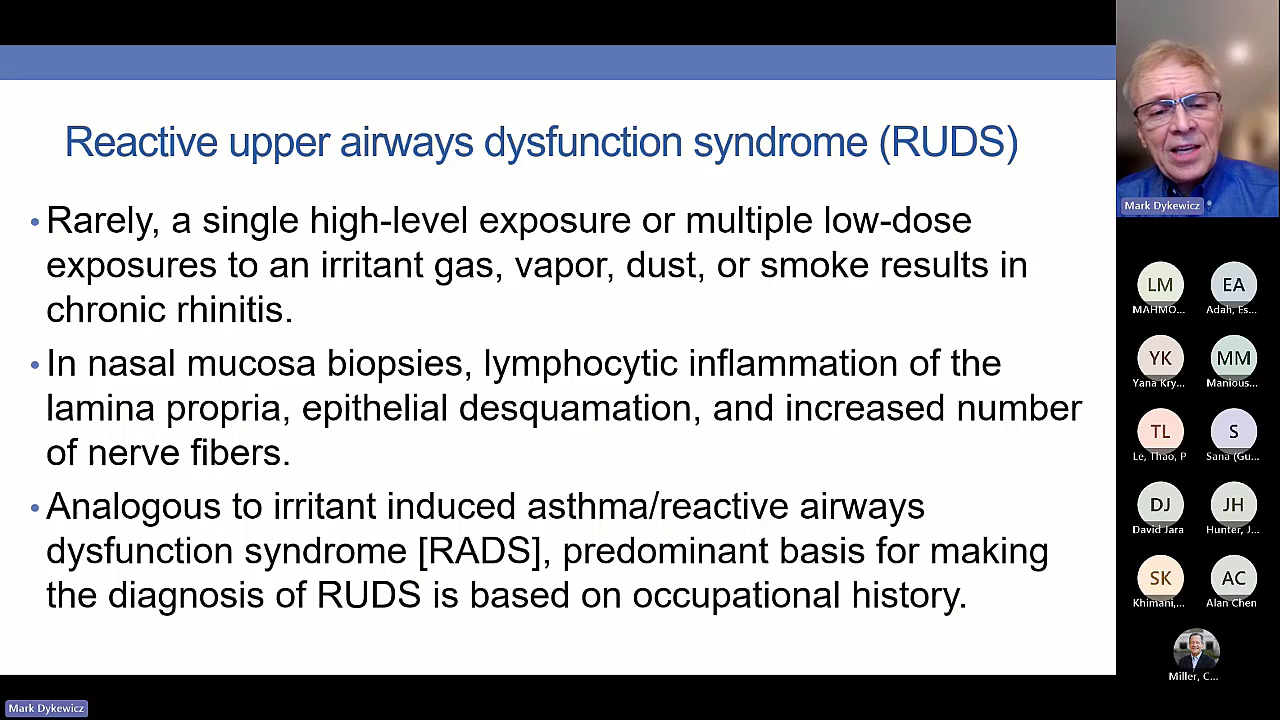 Reactive upper airways dysfunction syndrome (RUDS)
• Rarely, a single high-level exposure or multiple low-dose
exposures to an irritant gas, vapor, dust, or smoke results in
chronic rhinitis.
• In nasal mucosa biopsies, lymphocytic inflammation of the
lamina propria, epithelial desquamation, and increased number
of nerve fibers.
• Analogous to irritant induced asthma/reactive airways
dysfunction syndrome [RADS], predominant basis for making
the diagnosis of RUDS is based on occupational history.
Mark Dykewicz
LM
MAHMO...
EA
Adah, Es...
YK
Yana Kry...
MM
Manious...
TL
Le, Thao, P
S
Sana (Gu...
DJ
David Jara
JH
Hunter, J...
SK
Khimani,...
AC
Alan Chen
Miller, C...
Mark Dykewicz